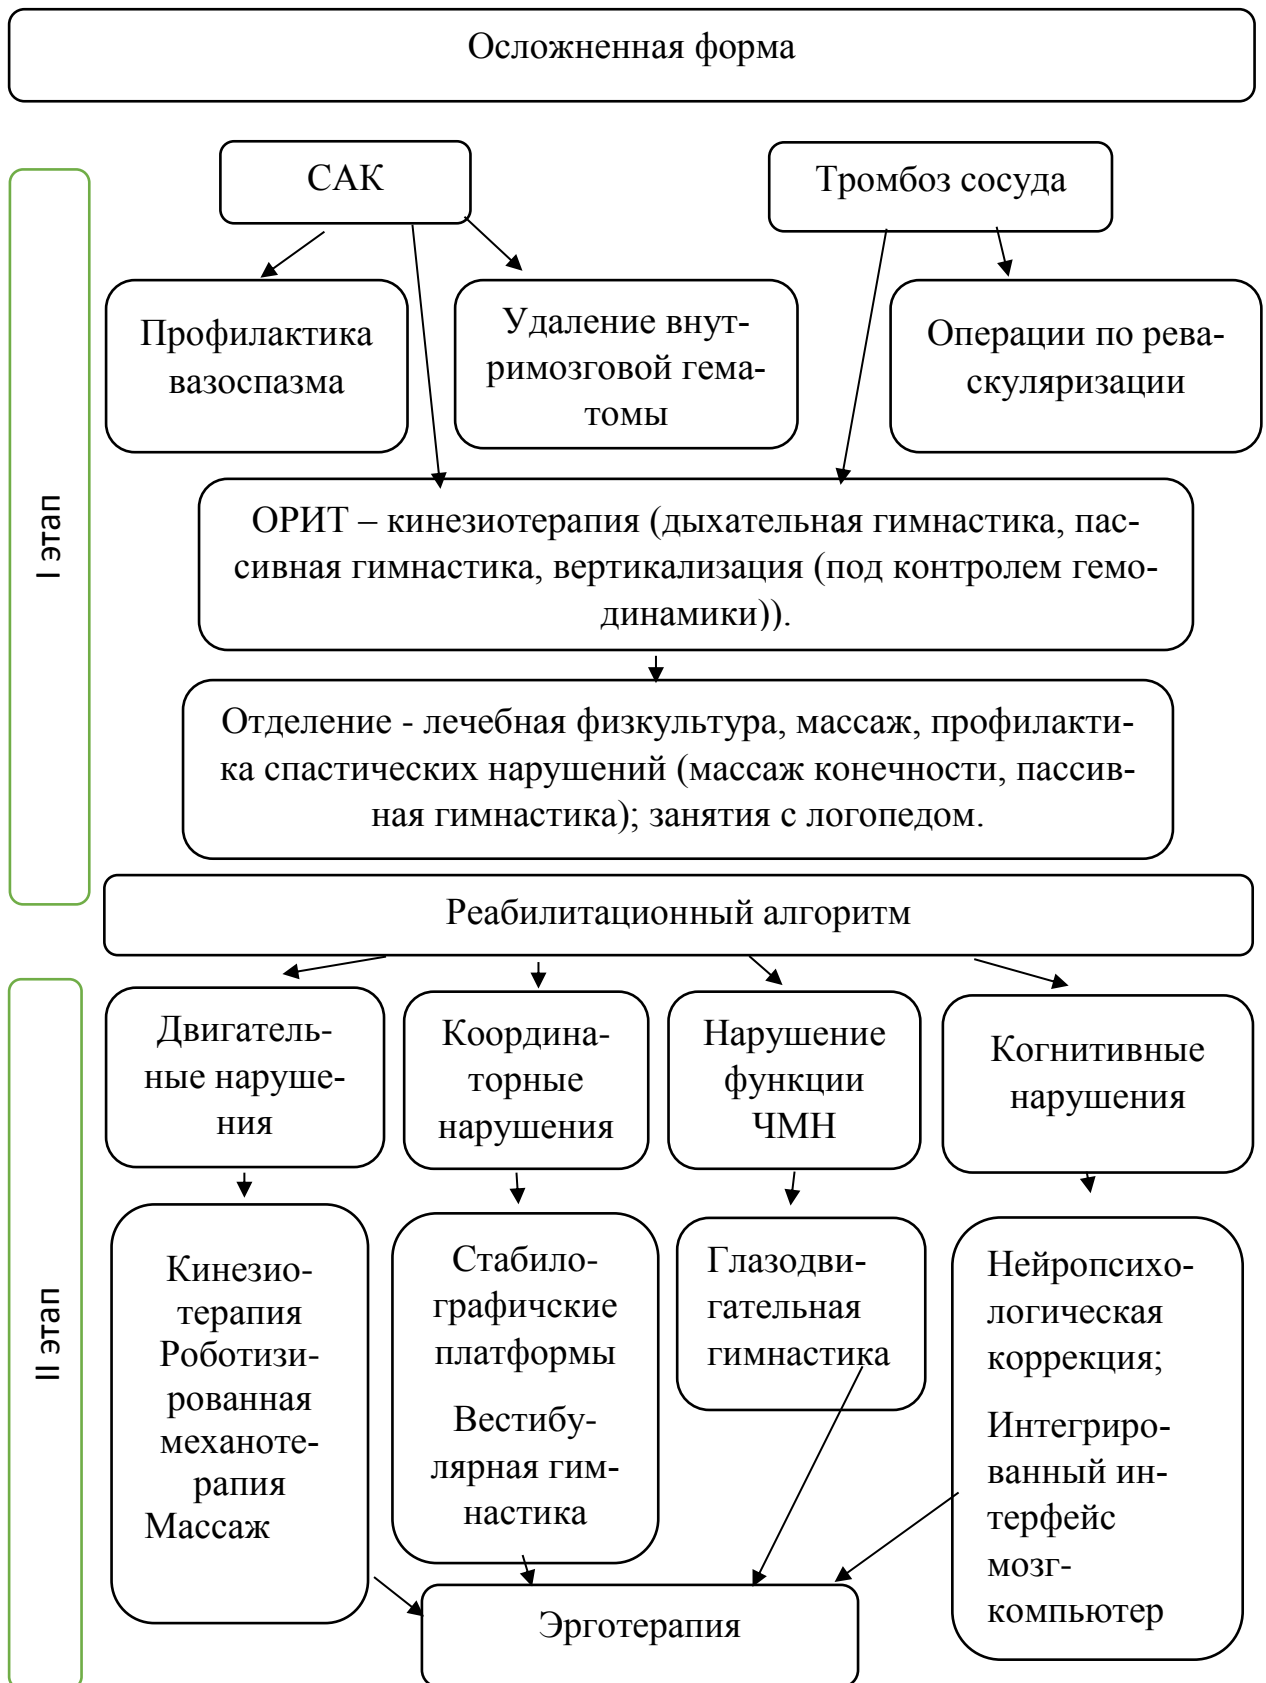 Осложненная форма
I этап
САК
Тромбоз сосуда
Профилактика
вазоспазма
Удаление внут-
римозговой гема-
томы
Операции по рева-
скуляризации
ОРИТ – кинезиотерапия (дыхательная гимнастика, пас-
сивная гимнастика, вертикализация (под контролем гемо-
динамики)).
Отделение - лечебная физкультура, массаж, профилакти-
ка спастических нарушений (массаж конечности, пассив-
ная гимнастика); занятия с логопедом.
Реабилитационный алгоритм
II этап
Двигатель-
ные наруше-
ния
Координа-
торные
нарушения
Нарушение
функции
ЧМН
Когнитивные
нарушения
Кинезио-
терапия
Роботизи-
рованная
механоте-
рапия
Массаж
Стабило-
графичские
платформы
Вестибу-
лярная гим-
настика
Глазодви-
гательная
гимнастика
Нейропсихо-
логическая
коррекция;
Интегриро-
ванный ин-
терфейс
мозг-
компьютер
Эрготерапия